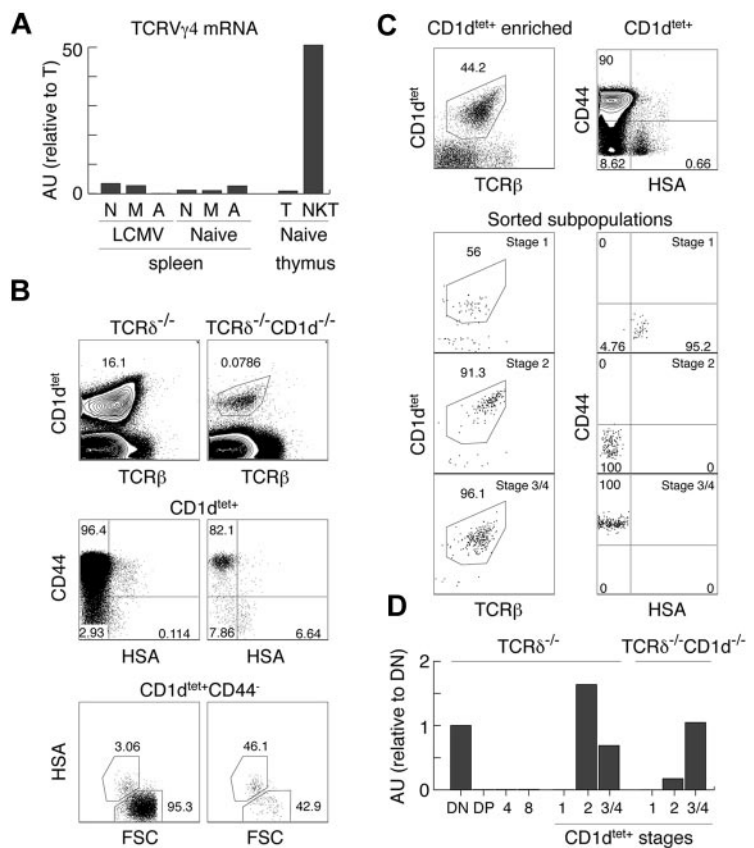 A
TCRVγ4 mRNA
AU (relative to T)
50
0
N M A N M A T NKT
LCMV Naive Naive
spleen thymus
B
TCRδ-/- TCRδ-/-CD1d-/-
16.1 0.0786
CD1dtet
TCRβ TCRβ
CD1dtet+
96.4 82.1
CD44
2.93 0.114 7.86 6.64
HSA HSA
CD1dtet+CD44-
3.06 46.1
HSA
95.3 42.9
FSC FSC
C
CD1dtet+ enriched CD1dtet+
44.2 90
CD1dtet CD44
8.62 0.66
TCRβ HSA
Sorted subpopulations
Stage 1 0 Stage 1
56
4.76 95.2
Stage 2 0 Stage 2
91.3
CD1dtet CD44
100 0
Stage 3/4 100 Stage 3/4
96.1
0 0
TCRβ HSA
D
TCRδ-/- TCRδ-/-CD1d-/-
AU (relative to DN)
2
1
0
DN DP 4 8 1 2 3/4 1 2 3/4
CD1dtet+ stages